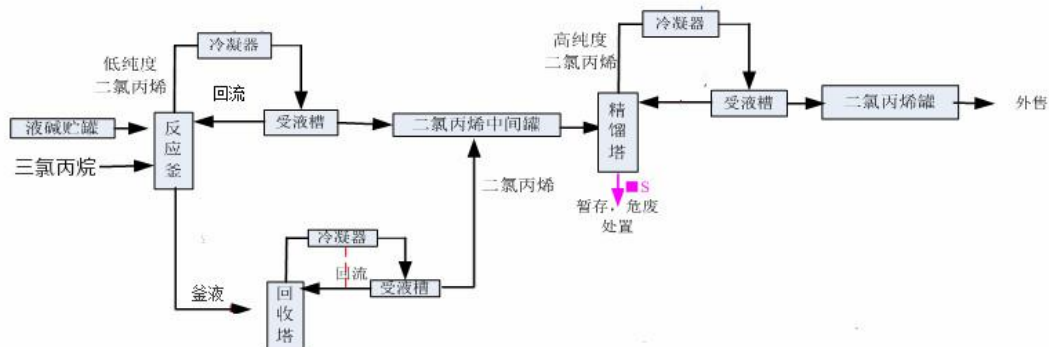 冷凝器
低纯度
二氯丙烯
回流
液碱贮罐
三氯丙烷
反应釜
受液槽
二氯丙烯中间罐
高纯度
二氯丙烯
冷凝器
精馏塔
受液槽
二氯丙烯罐
外售
S
暂存，危废
处置
二氯丙烯
釜液
冷凝器
回流
受液槽
回收塔